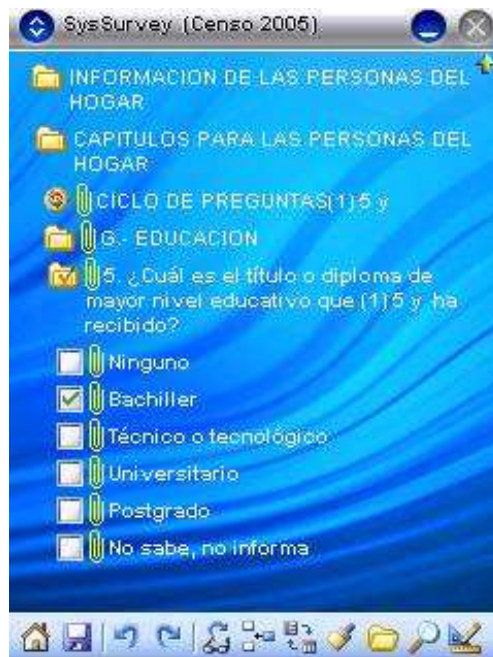 SysSurvey (Censo 2005)
INFORMACION DE LAS PERSONAS DEL
HOGAR
CAPITULOS PARA LAS PERSONAS DEL
HOGAR
CICLO DE PREGUNTAS(1)5 y
G.- EDUCACION
5. ¿Cuál es el título o diploma de
mayor nivel educativo que (1)5 y ha
recibido?
Ninguno
Bachiller
Técnico o tecnológico
Universitario
Postgrado
No sabe, no informa